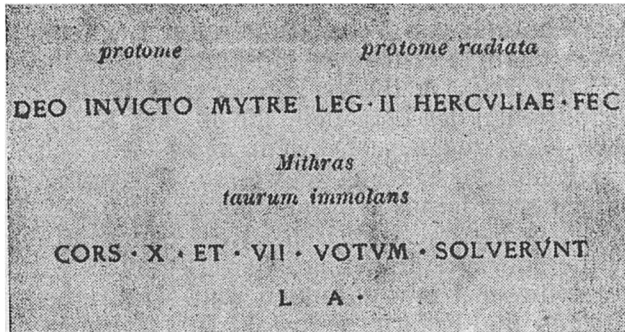 protome protome radiata
DEO INVICTO MYTRE LEG · II HERCVLIAE · FEC
Mithras
taurum immolans
CORS · X · ET · VII · VOTVM · SOLVERVNT
L A ·